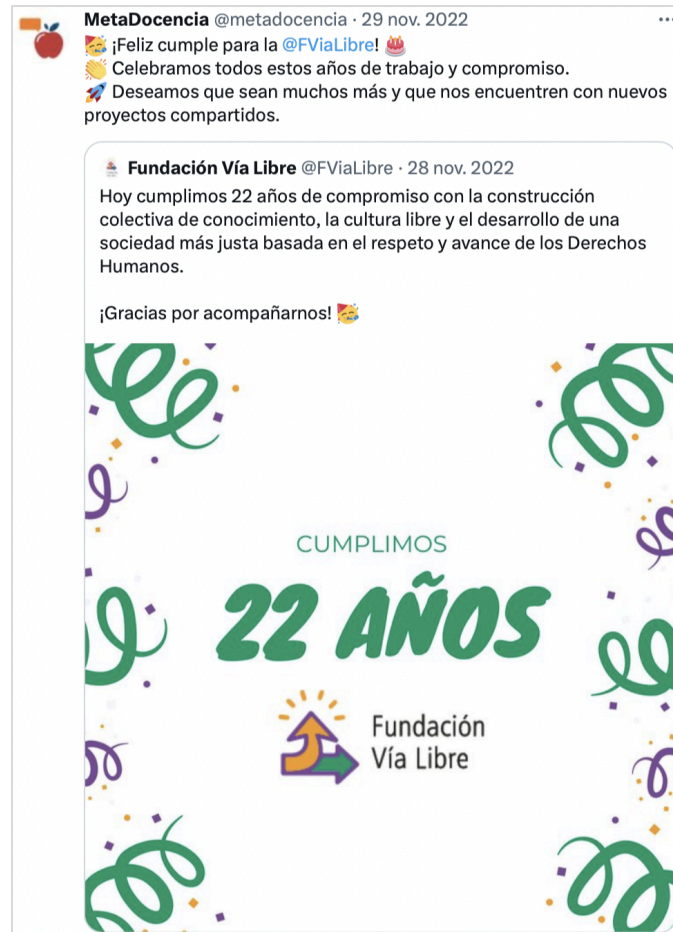 MetaDocencia @metadocencia · 29 nov. 2022
🥳 ¡Feliz cumple para la @FViaLibre! 🎂
👏 Celebramos todos estos años de trabajo y compromiso.
🚀 Deseamos que sean muchos más y que nos encuentren con nuevos
proyectos compartidos.
Fundación Vía Libre @FViaLibre · 28 nov. 2022
Hoy cumplimos 22 años de compromiso con la construcción
colectiva de conocimiento, la cultura libre y el desarrollo de una
sociedad más justa basada en el respeto y avance de los Derechos
Humanos.
¡Gracias por acompañarnos! 🥳
CUMPLIMOS
22 AÑOS
Fundación
Vía Libre